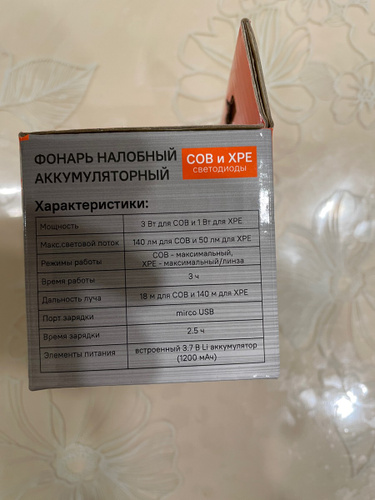 ФОНАРЬ НАЛОБНЫЙ
АККУМУЛЯТОРНЫЙ
COB и XPE
светодиоды
Характеристики:
Мощность 3 Вт для COB и 1 Вт для XPE
Макс.световой поток 140 лм для COB и 50 лм для XPE
Режимы работы COB - максимальный,
XPE - максимальный/линза
Время работы 3 ч
Дальность луча 18 м для COB и 140 м для XPE
Порт зарядки mirco USB
Время зарядки 2.5 ч
Элементы питания встроенный 3.7 В Li аккумулятор
(1200 мАч)